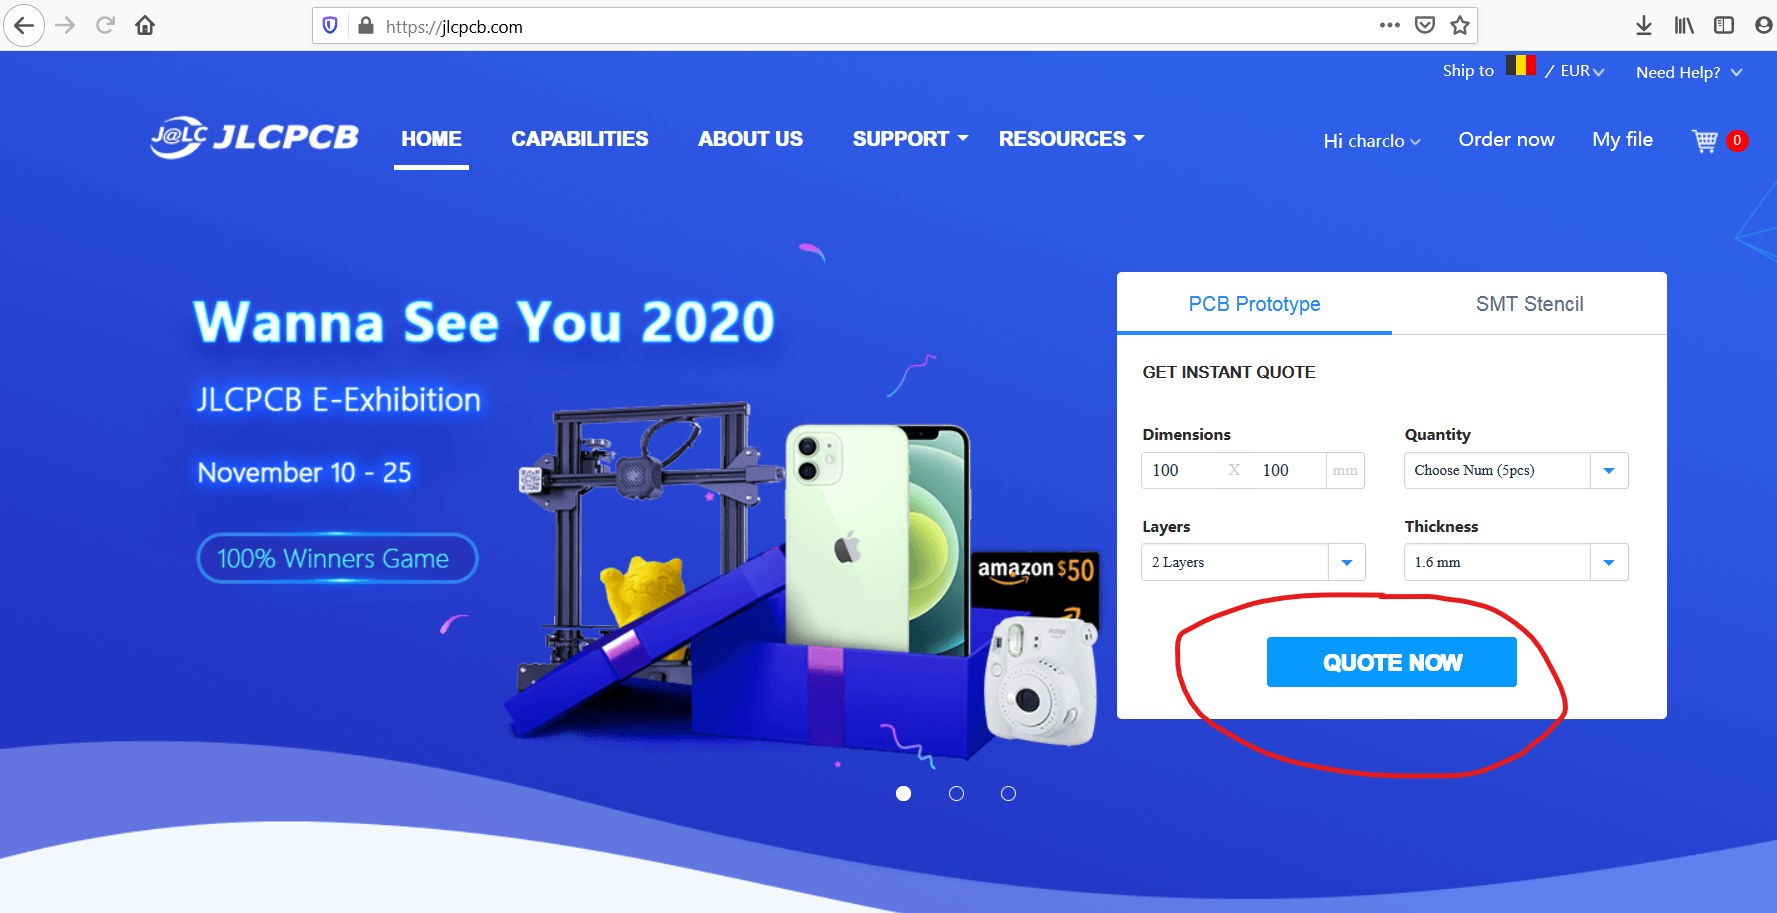 https://jlcpcb.com
Ship to / EUR Need Help?
J@LC JLCPCB HOME CAPABILITIES ABOUT US SUPPORT RESOURCES Hi charclo Order now My file 0
Wanna See You 2020
JLCPCB E-Exhibition
November 10 - 25
100% Winners Game
amazon $50
PCB Prototype SMT Stencil
GET INSTANT QUOTE
Dimensions Quantity
100 X 100 mm Choose Num (5pcs)
Layers Thickness
2 Layers 1.6 mm
QUOTE NOW